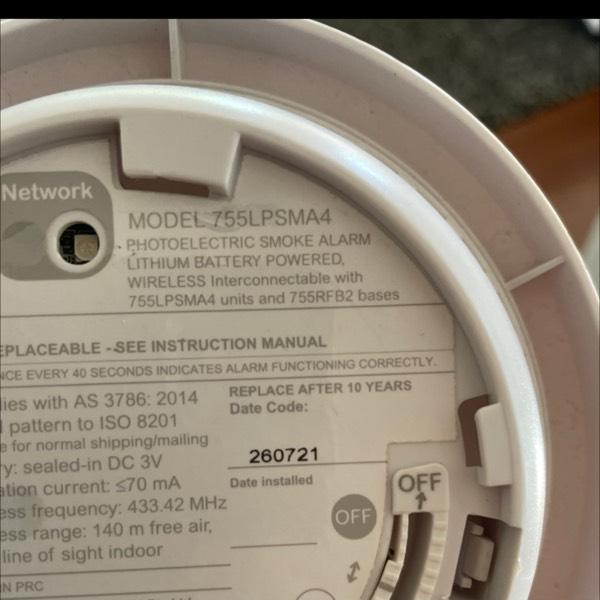 Network
MODEL 755LPSMA4
PHOTOELECTRIC SMOKE ALARM
LITHIUM BATTERY POWERED,
WIRELESS Interconnectable with
755LPSMA4 units and 755RFB2 bases
EPLACEABLE - SEE INSTRUCTION MANUAL
NCE EVERY 40 SECONDS INDICATES ALARM FUNCTIONING CORRECTLY.
lies with AS 3786: 2014
l pattern to ISO 8201
e for normal shipping/mailing
ry: sealed-in DC 3V
ation current: ≤70 mA
ess frequency: 433.42 MHz
ess range: 140 m free air,
line of sight indoor
IN PRC
REPLACE AFTER 10 YEARS
Date Code:
260721
Date installed
OFF
OFF